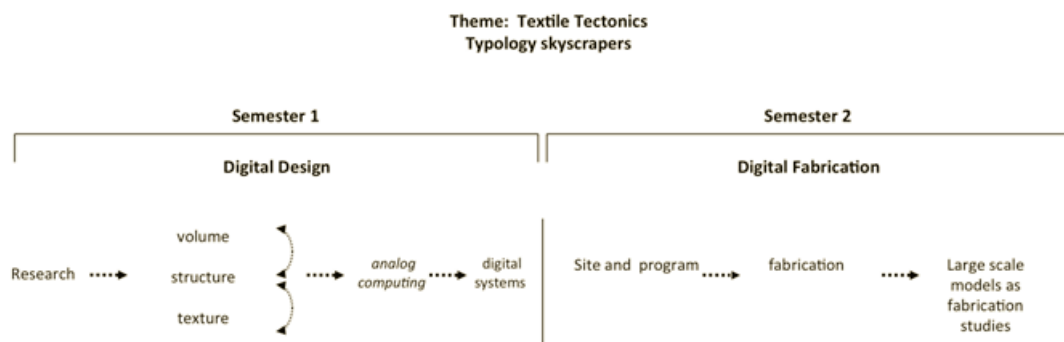 Theme:  Textile Tectonics
Typology skyscrapers
Semester 1
Semester 2
Digital Design
Digital Fabrication
Research
volume
structure
texture
analog
computing
digital
systems
Site and program
fabrication
Large scale
models as
fabrication
studies